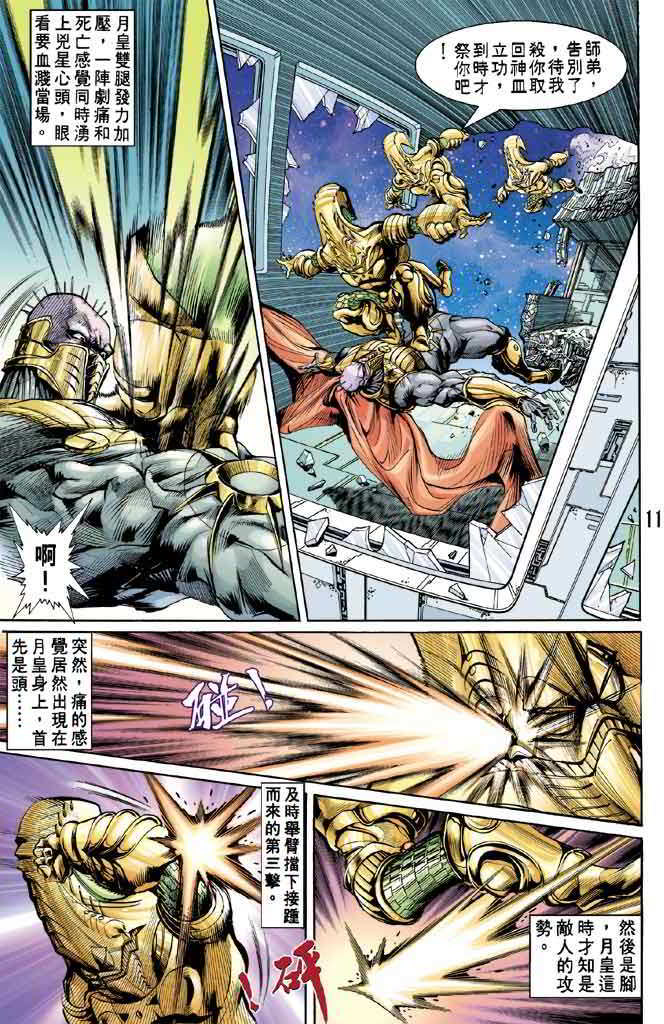 師弟，
告別了
，待我
殺你取
回神血
立功，
到時才
祭你吧
！
月皇雙腿發力加
壓，一陣劇痛和
死亡感覺同時湧
上兇星心頭，眼
看要血濺當場。
啊！
11
突然，痛的感
覺居然出現在
月皇身上，首
先是頭……
碰！
然後是腳
，月皇這
時才知是
敵人的攻
勢。
及時舉臂擋下接踵
而來的第三擊。
砰！